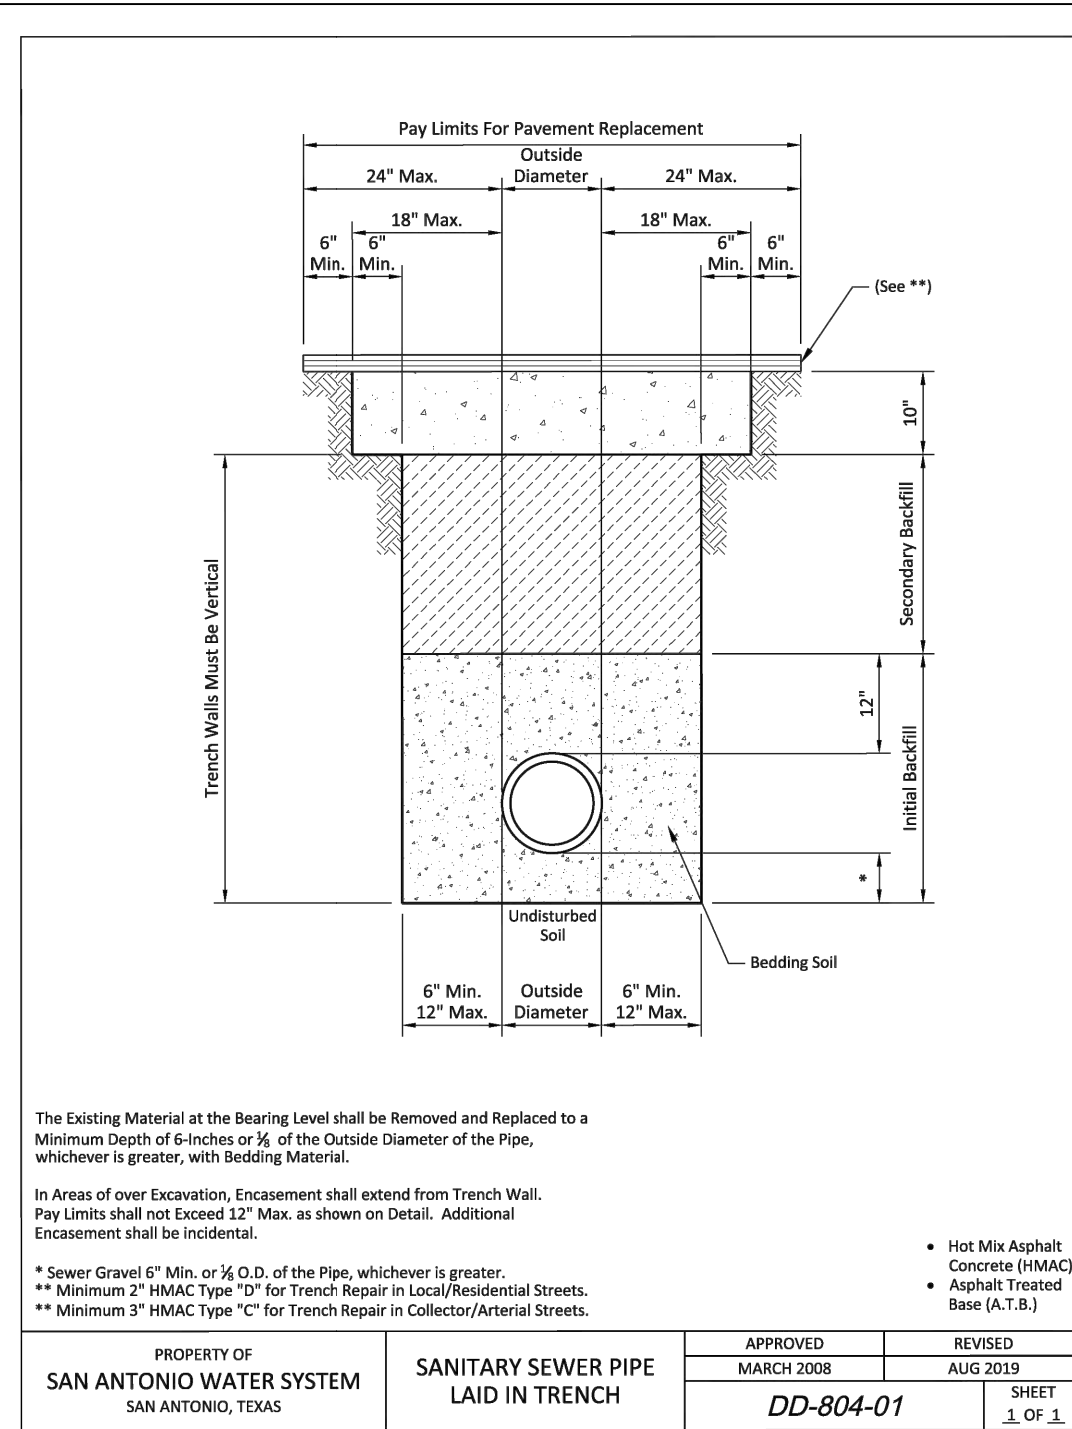 Pay Limits For Pavement Replacement
Outside
Diameter
24" Max.
24" Max.
18" Max.
18" Max.
6"
Min.
6"
Min.
6"
Min.
6"
Min.
(See **)
10"
Secondary Backfill
Trench Walls Must Be Vertical
12"
Initial Backfill
*
Undisturbed
Soil
Bedding Soil
6" Min.
12" Max.
Outside
Diameter
6" Min.
12" Max.
The Existing Material at the Bearing Level shall be Removed and Replaced to a
Minimum Depth of 6-Inches or ⅛ of the Outside Diameter of the Pipe,
whichever is greater, with Bedding Material.
In Areas of over Excavation, Encasement shall extend from Trench Wall.
Pay Limits shall not Exceed 12" Max. as shown on Detail. Additional
Encasement shall be incidental.
* Sewer Gravel 6" Min. or ⅛ O.D. of the Pipe, whichever is greater.
** Minimum 2" HMAC Type "D" for Trench Repair in Local/Residential Streets.
** Minimum 3" HMAC Type "C" for Trench Repair in Collector/Arterial Streets.
• Hot Mix Asphalt
Concrete (HMAC)
• Asphalt Treated
Base (A.T.B.)
PROPERTY OF
SAN ANTONIO WATER SYSTEM
SAN ANTONIO, TEXAS
SANITARY SEWER PIPE
LAID IN TRENCH
APPROVED
MARCH 2008
REVISED
AUG 2019
DD-804-01
SHEET
1 OF 1